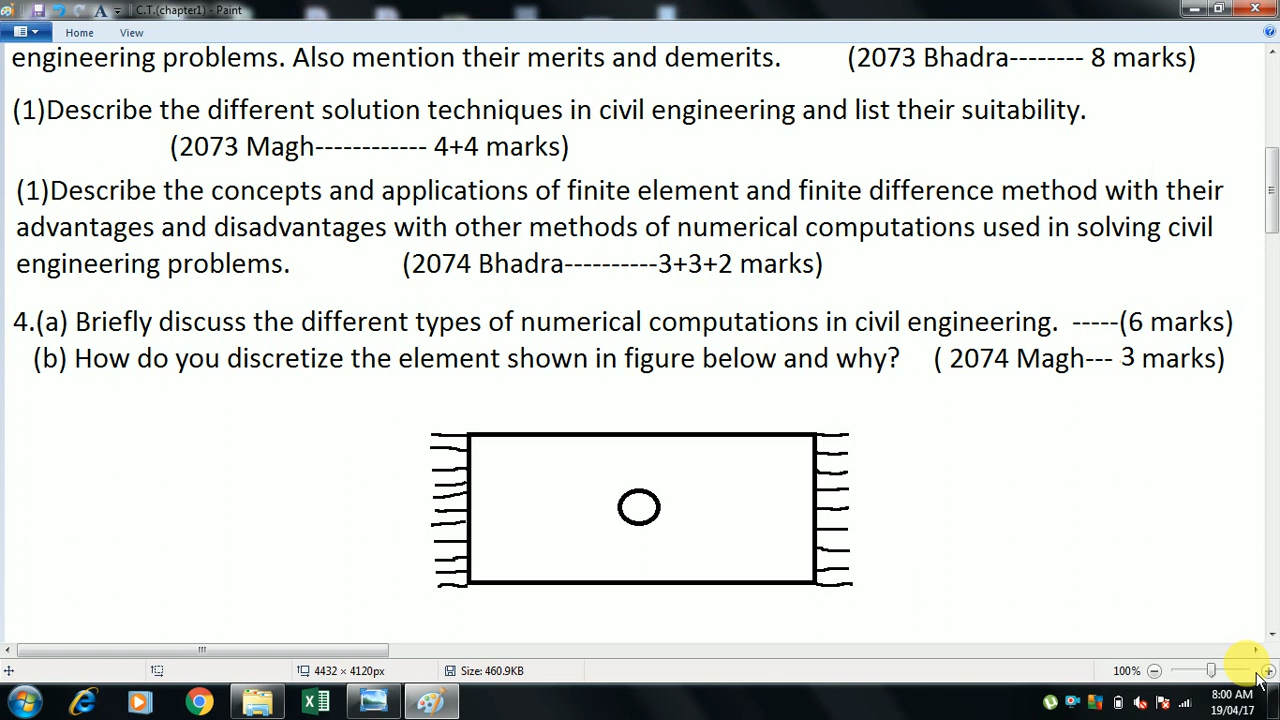 C.T.(chapter1) - Paint
Home View
engineering problems. Also mention their merits and demerits. (2073 Bhadra-------- 8 marks)
(1)Describe the different solution techniques in civil engineering and list their suitability.
(2073 Magh------------ 4+4 marks)
(1)Describe the concepts and applications of finite element and finite difference method with their
advantages and disadvantages with other methods of numerical computations used in solving civil
engineering problems. (2074 Bhadra----------3+3+2 marks)
4.(a) Briefly discuss the different types of numerical computations in civil engineering. -----(6 marks)
(b) How do you discretize the element shown in figure below and why? ( 2074 Magh--- 3 marks)
4432 × 4120px Size: 460.9KB 100%
8:00 AM
19/04/17